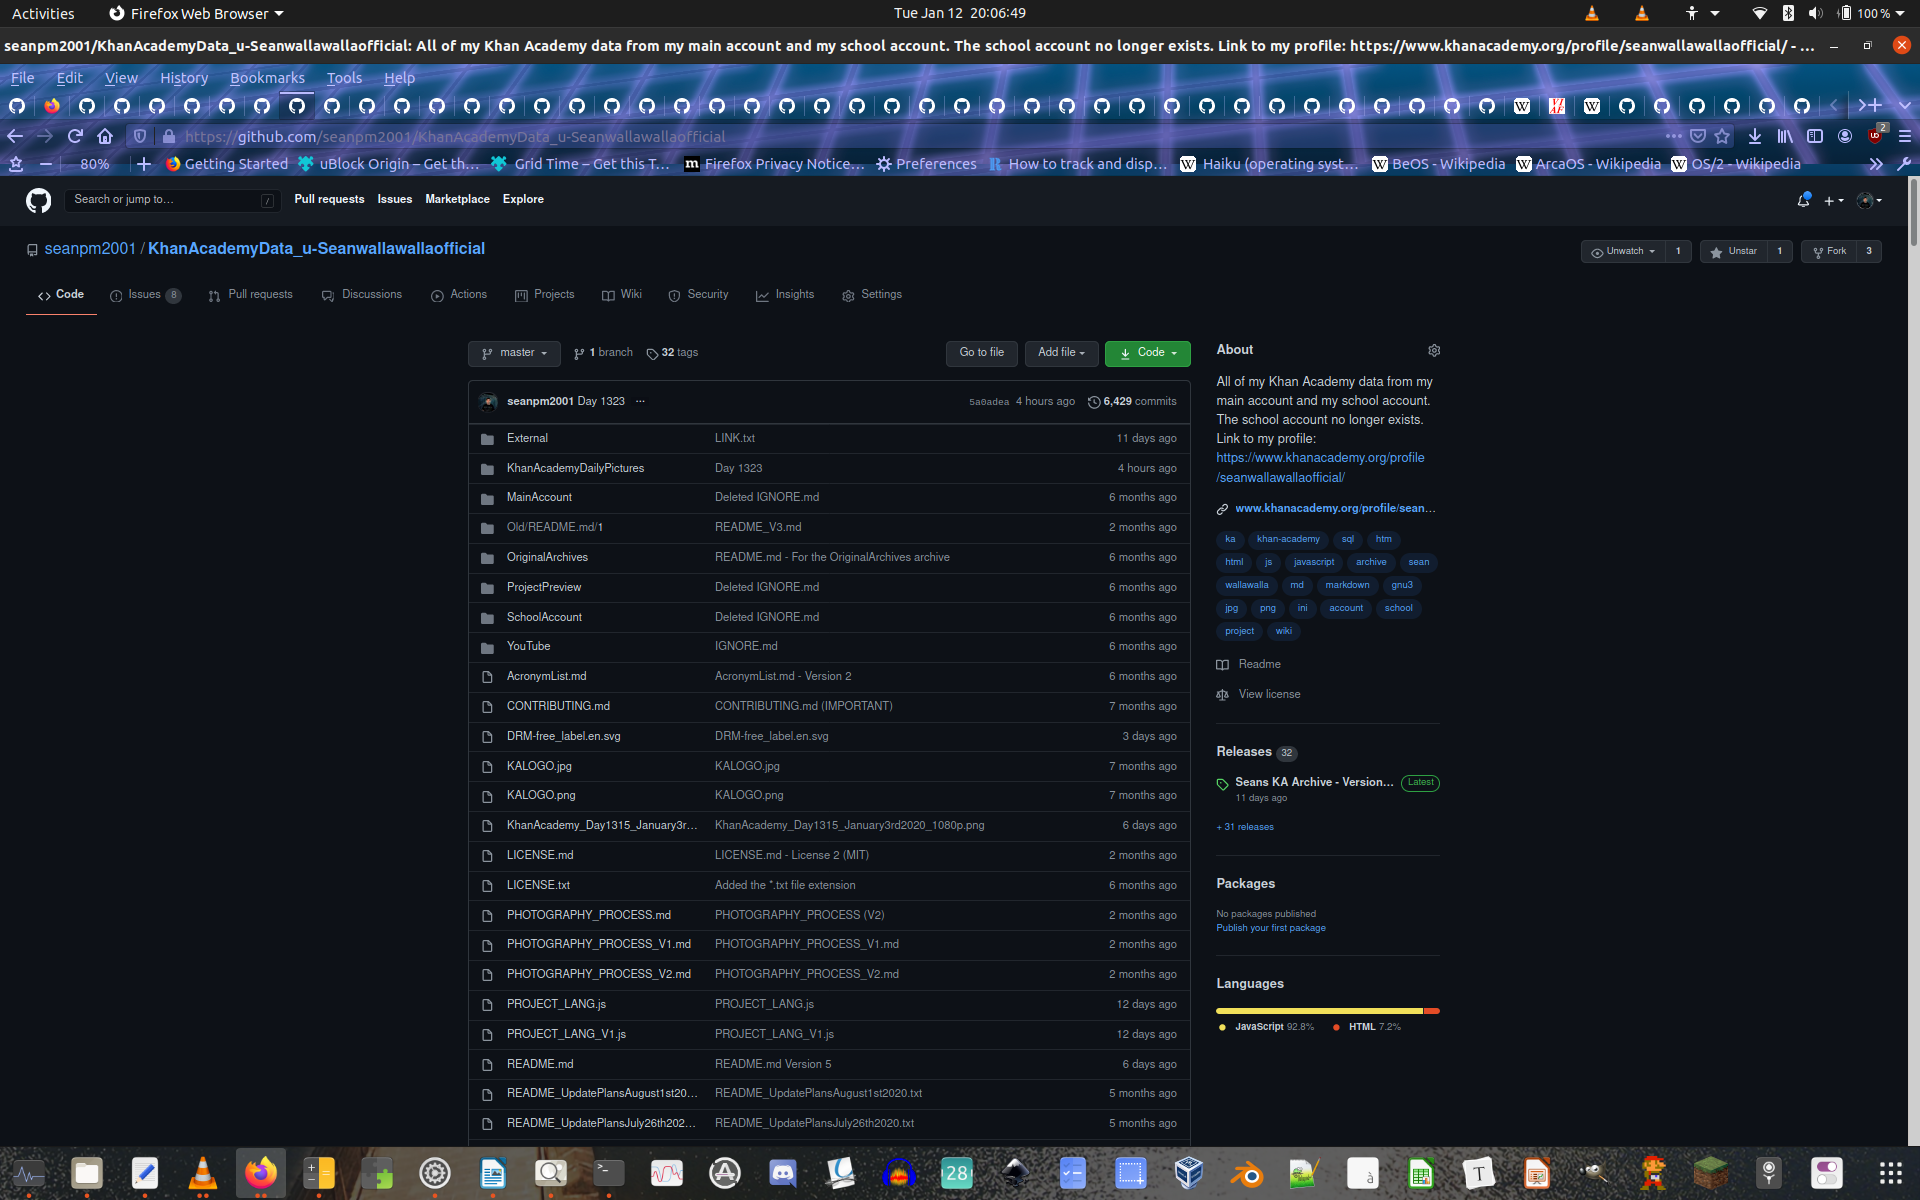 Activities
Firefox Web Browser
Tue Jan 12 20:06:49
100 %
seanpm2001/KhanAcademyData_u-Seanwallawallaofficial: All of my Khan Academy data from my main account and my school account. The school account no longer exists. Link to my profile: https://www.khanacademy.org/profile/seanwallawallaofficial/ - ...
File Edit View History Bookmarks Tools Help
https://github.com/seanpm2001/KhanAcademyData_u-Seanwallawallaofficial
2
80%
Getting Started
uBlock Origin – Get th…
Grid Time – Get this T…
Firefox Privacy Notice…
Preferences
How to track and disp…
Haiku (operating syst…
BeOS - Wikipedia
ArcaOS - Wikipedia
OS/2 - Wikipedia
Search or jump to…
/
Pull requests
Issues
Marketplace
Explore
seanpm2001 / KhanAcademyData_u-Seanwallawallaofficial
Unwatch 1
Unstar 1
Fork 3
Code
Issues 8
Pull requests
Discussions
Actions
Projects
Wiki
Security
Insights
Settings
master
1 branch
32 tags
Go to file
Add file
Code
seanpm2001 Day 1323 ...
5a0adea 4 hours ago
6,429 commits
External LINK.txt 11 days ago
KhanAcademyDailyPictures Day 1323 4 hours ago
MainAccount Deleted IGNORE.md 6 months ago
Old/README.md/1 README_V3.md 2 months ago
OriginalArchives README.md - For the OriginalArchives archive 6 months ago
ProjectPreview Deleted IGNORE.md 6 months ago
SchoolAccount Deleted IGNORE.md 6 months ago
YouTube IGNORE.md 6 months ago
AcronymList.md AcronymList.md - Version 2 6 months ago
CONTRIBUTING.md CONTRIBUTING.md (IMPORTANT) 7 months ago
DRM-free_label.en.svg DRM-free_label.en.svg 3 days ago
KALOGO.jpg KALOGO.jpg 7 months ago
KALOGO.png KALOGO.png 7 months ago
KhanAcademy_Day1315_January3r… KhanAcademy_Day1315_January3rd2020_1080p.png 6 days ago
LICENSE.md LICENSE.md - License 2 (MIT) 2 months ago
LICENSE.txt Added the *.txt file extension 6 months ago
PHOTOGRAPHY_PROCESS.md PHOTOGRAPHY_PROCESS (V2) 2 months ago
PHOTOGRAPHY_PROCESS_V1.md PHOTOGRAPHY_PROCESS_V1.md 2 months ago
PHOTOGRAPHY_PROCESS_V2.md PHOTOGRAPHY_PROCESS_V2.md 2 months ago
PROJECT_LANG.js PROJECT_LANG.js 12 days ago
PROJECT_LANG_V1.js PROJECT_LANG_V1.js 12 days ago
README.md README.md Version 5 6 days ago
README_UpdatePlansAugust1st20… README_UpdatePlansAugust1st2020.txt 5 months ago
README_UpdatePlansJuly26th202… README_UpdatePlansJuly26th2020.txt 5 months ago
About
All of my Khan Academy data from my
main account and my school account.
The school account no longer exists.
Link to my profile:
https://www.khanacademy.org/profile
/seanwallawallaofficial/
www.khanacademy.org/profile/sean…
ka khan-academy sql htm
html js javascript archive sean
wallawalla md markdown gnu3
jpg png ini account school
project wiki
Readme
View license
Releases 32
Seans KA Archive - Version… Latest
11 days ago
+ 31 releases
Packages
No packages published
Publish your first package
Languages
JavaScript 92.8% HTML 7.2%
28